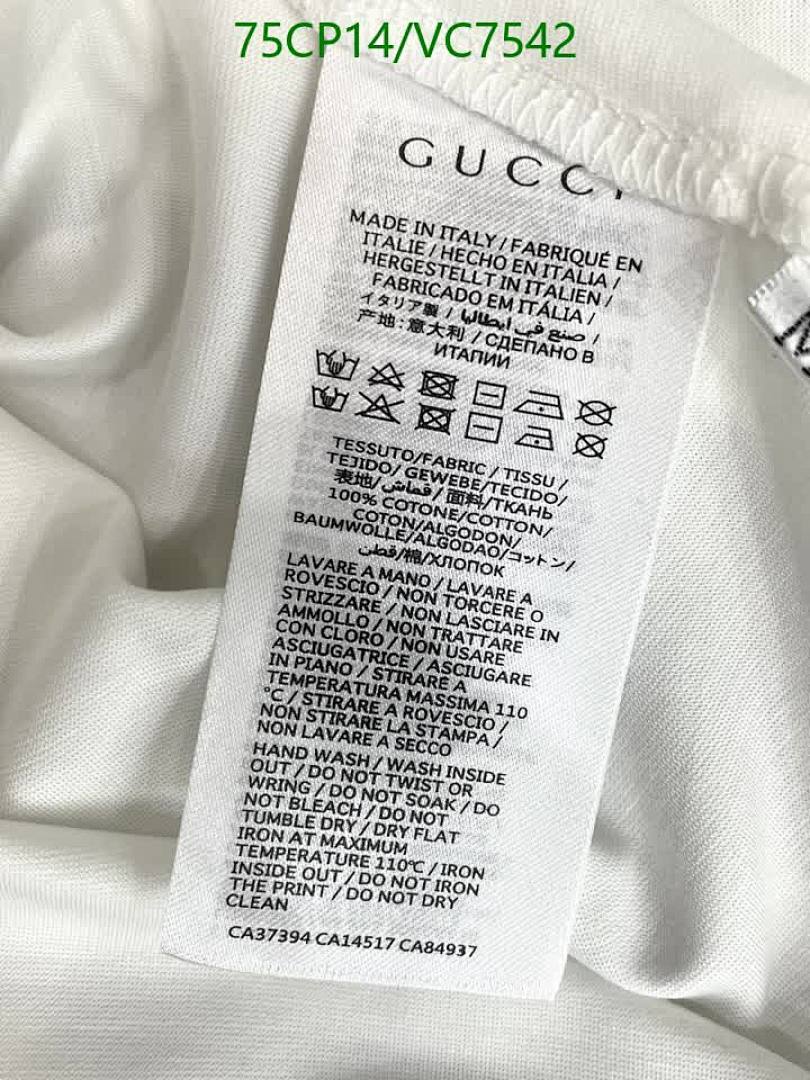 75CP14/VC7542
GUCCI
MADE IN ITALY / FABRIQUÉ EN
ITALIE / HECHO EN ITALIA /
HERGESTELLT IN ITALIEN /
FABRICADO EM ITÁLIA /
イタリア製 / صنع في ايطاليا /
产地:意大利 / СДЕЛАНО В
ИТАЛИИ
TESSUTO/FABRIC / TISSU /
TEJIDO/ GEWEBE/TECIDO/
表地/قماش/ 面料/ТКАНЬ
100% COTONE/COTTON/
COTON/ALGODON/
BAUMWOLLE/ALGODAO/コットン/
قطن/棉/ХЛОПОК
LAVARE A MANO / LAVARE A
ROVESCIO / NON TORCERE O
STRIZZARE / NON LASCIARE IN
AMMOLLO / NON TRATTARE
CON CLORO / NON USARE
ASCIUGATRICE / ASCIUGARE
IN PIANO / STIRARE A
TEMPERATURA MASSIMA 110
°C / STIRARE A ROVESCIO /
NON STIRARE LA STAMPA /
NON LAVARE A SECCO
HAND WASH / WASH INSIDE
OUT / DO NOT TWIST OR
WRING / DO NOT SOAK / DO
NOT BLEACH / DO NOT
TUMBLE DRY / DRY FLAT
IRON AT MAXIMUM
TEMPERATURE 110℃ / IRON
INSIDE OUT / DO NOT IRON
THE PRINT / DO NOT DRY
CLEAN
CA37394 CA14517 CA84937